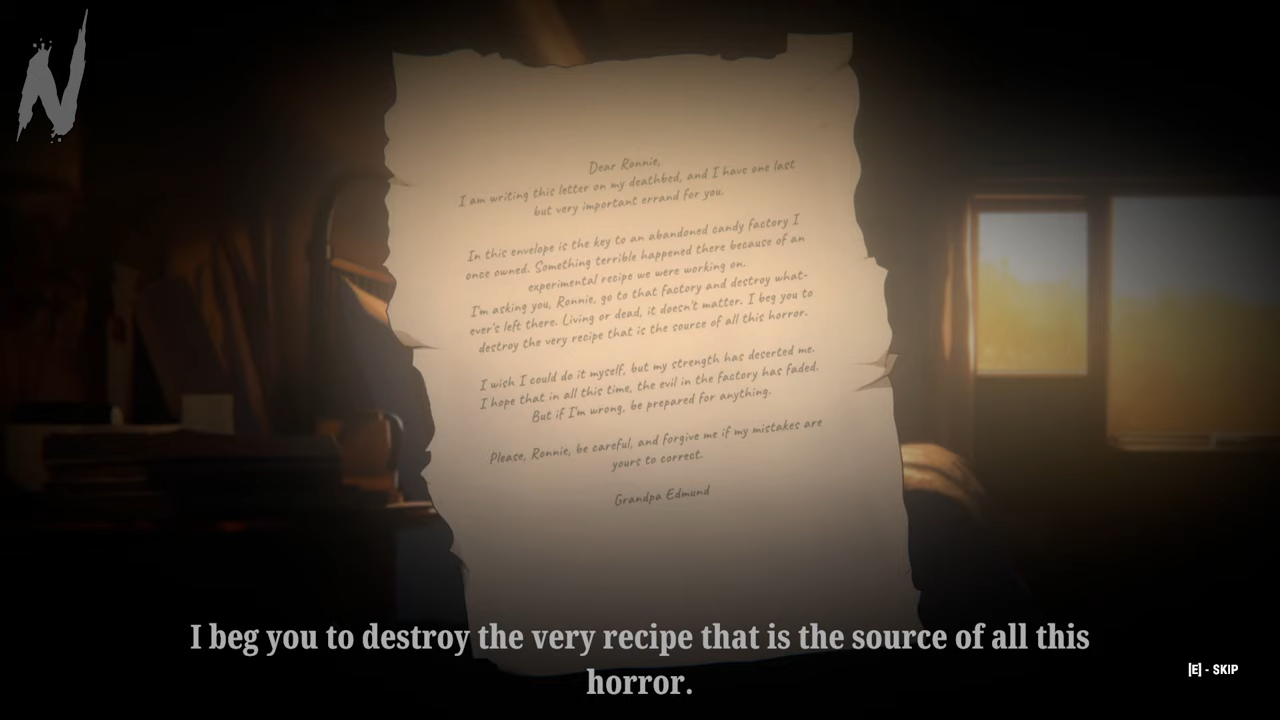 N
Dear Ronnie,
I am writing this letter on my deathbed, and I have one last
but very important errand for you.
In this envelope is the key to an abandoned candy factory I
once owned. Something terrible happened there because of an
experimental recipe we were working on.
I'm asking you, Ronnie, go to that factory and destroy what-
ever's left there. Living or dead, it doesn't matter. I beg you to
destroy the very recipe that is the source of all this horror.
I wish I could do it myself, but my strength has deserted me.
I hope that in all this time, the evil in the factory has faded.
But if I'm wrong, be prepared for anything.
Please, Ronnie, be careful, and forgive me if my mistakes are
yours to correct.
Grandpa Edmund
I beg you to destroy the very recipe that is the source of all this
horror.
[E] - SKIP